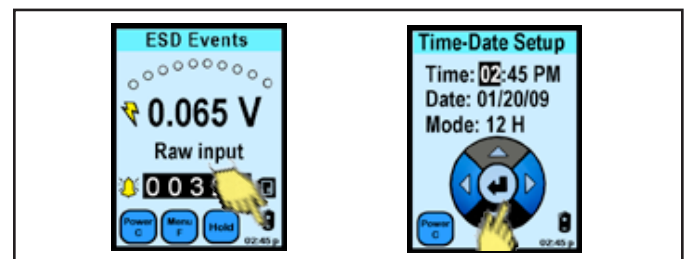 ESD Events
0.065 V
Raw input
003
Power
C
Menu
F
Hold
02:45 p
Time-Date Setup
Time: 02:45 PM
Date: 01/20/09
Mode: 12 H
Power
C
02:45 p